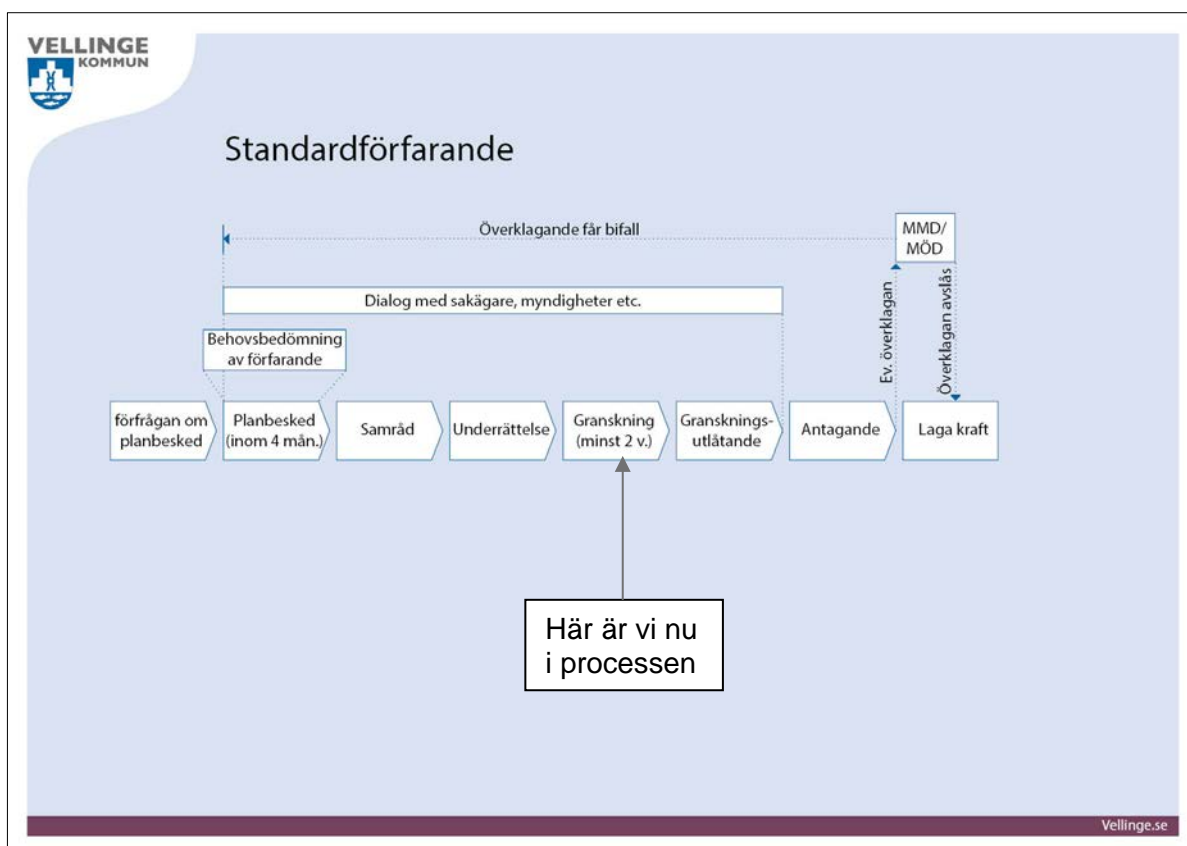 VELLINGE
KOMMUN
Standardförfarande
Överklagande får bifall
MMD/
MÖD
Dialog med sakägare, myndigheter etc.
Ev. överklagan
Överklagan avslås
Behovsbedömning
av förfarande
förfrågan om
planbesked
Planbesked
(inom 4 mån.)
Samråd
Underrättelse
Granskning
(minst 2 v.)
Gransknings-
utlåtande
Antagande
Laga kraft
Här är vi nu
i processen
Vellinge.se